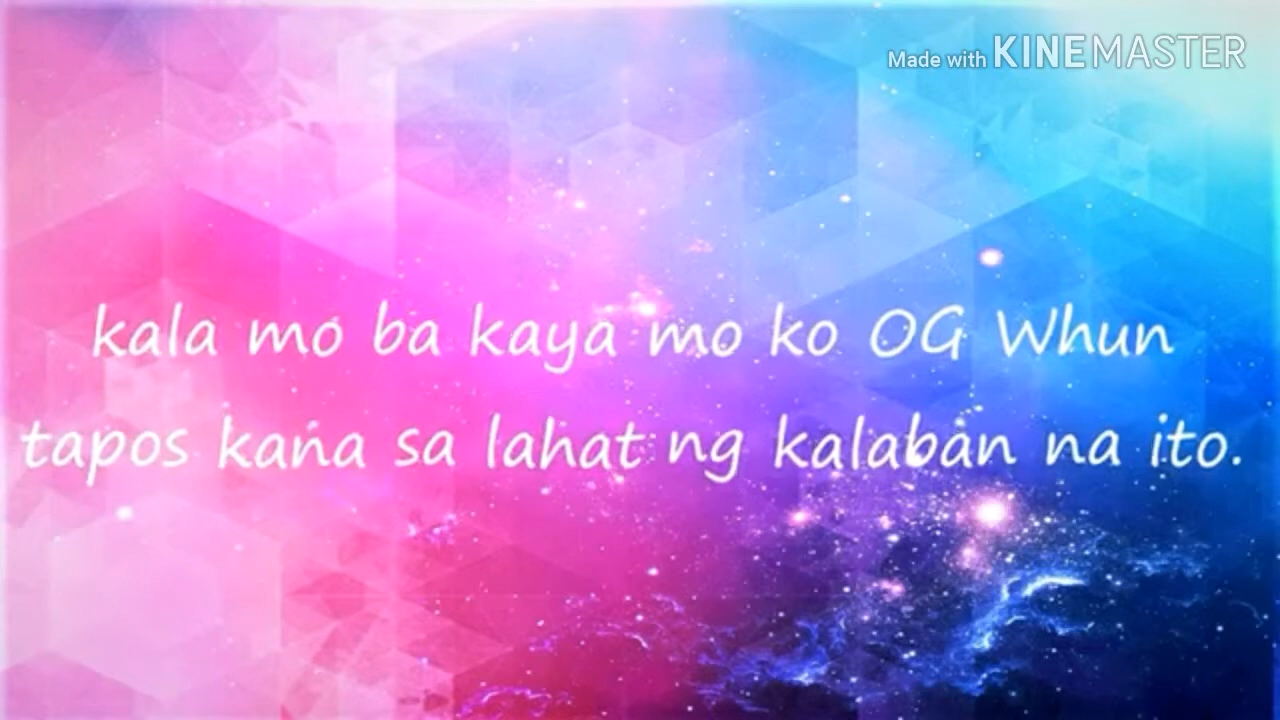 Made with KINEMASTER
kala mo ba kaya mo ko OG Whun
tapos kana sa lahat ng kalaban na ito.